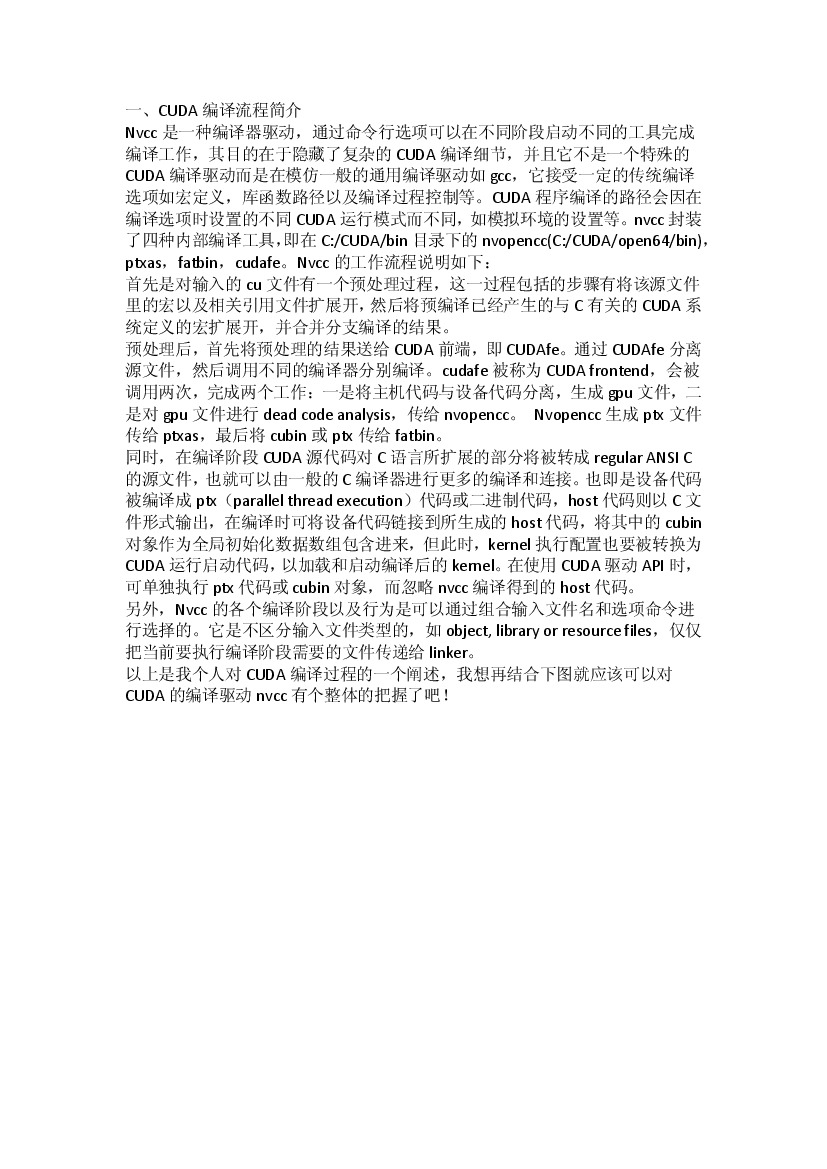 一、CUDA 编译流程简介
Nvcc 是一种编译器驱动，通过命令行选项可以在不同阶段启动不同的工具完成
编译工作，其目的在于隐藏了复杂的 CUDA 编译细节，并且它不是一个特殊的
CUDA 编译驱动而是在模仿一般的通用编译驱动如 gcc，它接受一定的传统编译
选项如宏定义，库函数路径以及编译过程控制等。CUDA 程序编译的路径会因在
编译选项时设置的不同 CUDA 运行模式而不同，如模拟环境的设置等。nvcc 封装
了四种内部编译工具，即在 C:/CUDA/bin 目录下的 nvopencc(C:/CUDA/open64/bin)，
ptxas，fatbin，cudafe。Nvcc 的工作流程说明如下：
首先是对输入的 cu 文件有一个预处理过程，这一过程包括的步骤有将该源文件
里的宏以及相关引用文件扩展开，然后将预编译已经产生的与 C 有关的 CUDA 系
统定义的宏扩展开，并合并分支编译的结果。
预处理后，首先将预处理的结果送给 CUDA 前端，即 CUDAfe。通过 CUDAfe 分离
源文件，然后调用不同的编译器分别编译。cudafe 被称为 CUDA frontend，会被
调用两次，完成两个工作：一是将主机代码与设备代码分离，生成 gpu 文件，二
是对 gpu 文件进行 dead code analysis，传给 nvopencc。 Nvopencc 生成 ptx 文件
传给 ptxas，最后将 cubin 或 ptx 传给 fatbin。
同时，在编译阶段 CUDA 源代码对 C 语言所扩展的部分将被转成 regular ANSI C
的源文件，也就可以由一般的 C 编译器进行更多的编译和连接。也即是设备代码
被编译成 ptx（parallel thread execution）代码或二进制代码，host 代码则以 C 文
件形式输出，在编译时可将设备代码链接到所生成的 host 代码，将其中的 cubin
对象作为全局初始化数据数组包含进来，但此时，kernel 执行配置也要被转换为
CUDA 运行启动代码，以加载和启动编译后的 kernel。在使用 CUDA 驱动 API 时，
可单独执行 ptx 代码或 cubin 对象，而忽略 nvcc 编译得到的 host 代码。
另外，Nvcc 的各个编译阶段以及行为是可以通过组合输入文件名和选项命令进
行选择的。它是不区分输入文件类型的，如 object, library or resource files，仅仅
把当前要执行编译阶段需要的文件传递给 linker。
以上是我个人对 CUDA 编译过程的一个阐述，我想再结合下图就应该可以对
CUDA 的编译驱动 nvcc 有个整体的把握了吧！